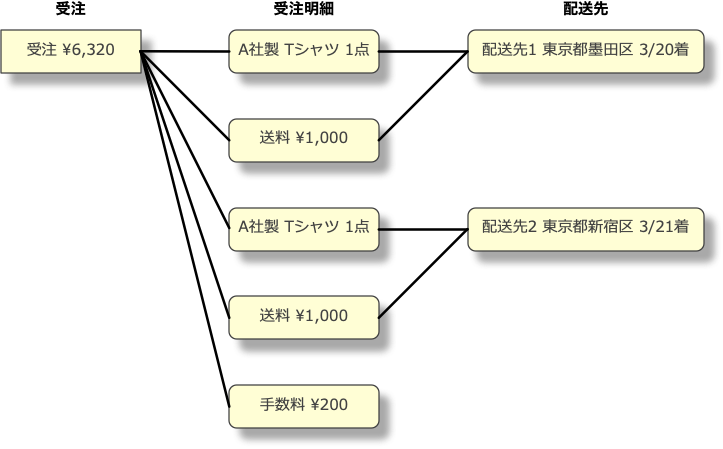 受注 受注明細 配送先
受注 ¥6,320 A社製 Tシャツ 1点 配送先1 東京都墨田区 3/20着
送料 ¥1,000
A社製 Tシャツ 1点 配送先2 東京都新宿区 3/21着
送料 ¥1,000
手数料 ¥200